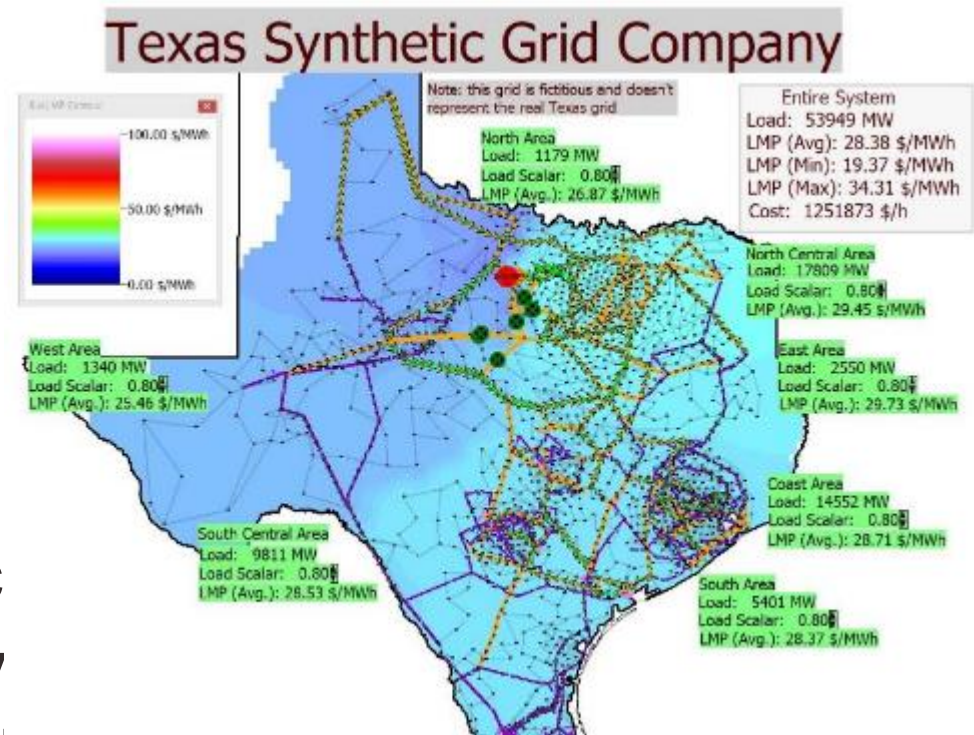 Texas Synthetic Grid Company
Note: this grid is fictitious and doesn't
represent the real Texas grid
Entire System
Load: 53949 MW
LMP (Avg): 28.38 $/MWh
LMP (Min): 19.37 $/MWh
LMP (Max): 34.31 $/MWh
Cost: 1251873 $/h
100.00 $/MWh
50.00 $/MWh
0.00 $/MWh
North Area
Load: 1179 MW
Load Scalar: 0.80
LMP (Avg.): 26.87 $/MWh
North Central Area
Load: 17809 MW
Load Scalar: 0.80
LMP (Avg.): 29.45 $/MWh
West Area
Load: 1340 MW
Load Scalar: 0.80
LMP (Avg.): 25.46 $/MWh
East Area
Load: 2550 MW
Load Scalar: 0.80
LMP (Avg.): 29.73 $/MWh
Coast Area
Load: 14552 MW
Load Scalar: 0.80
LMP (Avg.): 28.71 $/MWh
South Central Area
Load: 9811 MW
Load Scalar: 0.80
LMP (Avg.): 28.53 $/MWh
South Area
Load: 5401 MW
Load Scalar: 0.80
LMP (Avg.): 28.37 $/MWh